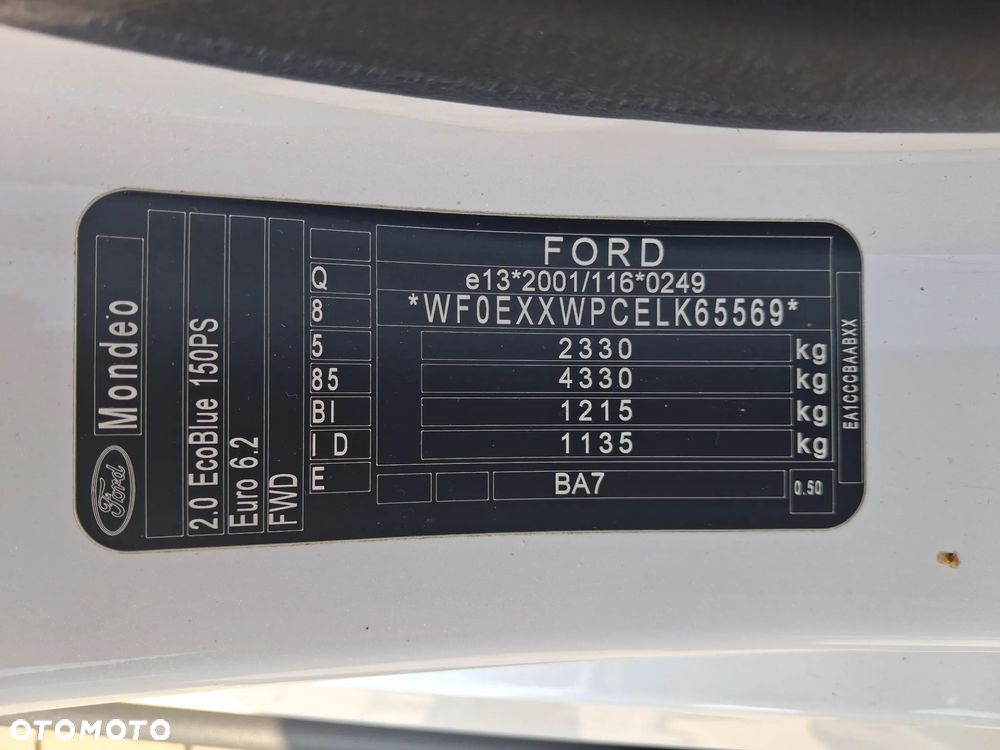 FORD
e13*2001/116*0249
*WF0EXXWPCELK65569*
2330 kg
4330 kg
1215 kg
1135 kg
BA7
0.50
Q
8
5
85
BI
I D
E
Ford
Mondeo
2.0 EcoBlue 150PS
Euro 6.2
FWD
EA1CCCBAABXX
OTOMOTO